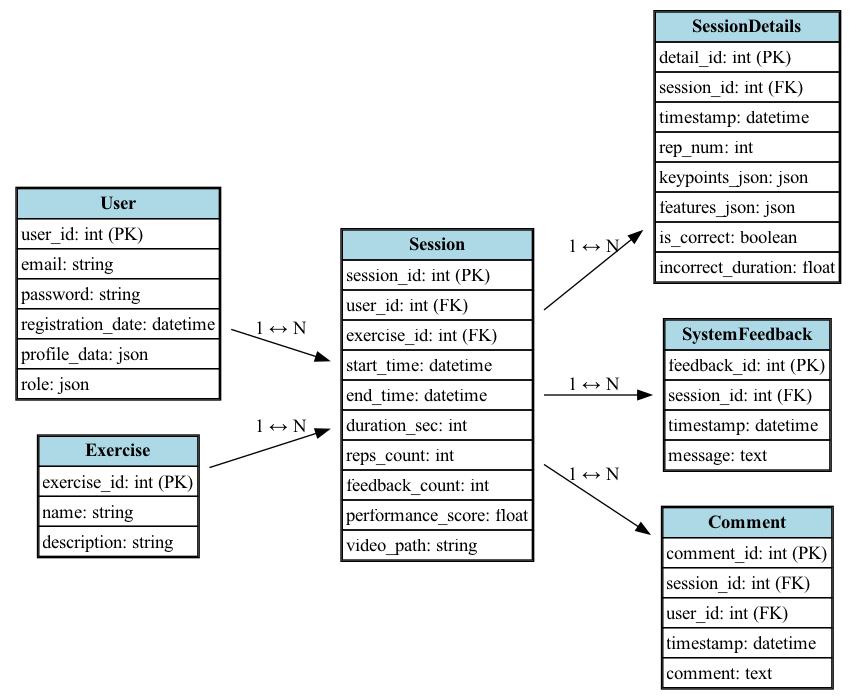 User
user_id: int (PK)
email: string
password: string
registration_date: datetime
profile_data: json
role: json
Exercise
exercise_id: int (PK)
name: string
description: string
1 ↔ N
1 ↔ N
Session
session_id: int (PK)
user_id: int (FK)
exercise_id: int (FK)
start_time: datetime
end_time: datetime
duration_sec: int
reps_count: int
feedback_count: int
performance_score: float
video_path: string
1 ↔ N
1 ↔ N
1 ↔ N
SessionDetails
detail_id: int (PK)
session_id: int (FK)
timestamp: datetime
rep_num: int
keypoints_json: json
features_json: json
is_correct: boolean
incorrect_duration: float
SystemFeedback
feedback_id: int (PK)
session_id: int (FK)
timestamp: datetime
message: text
Comment
comment_id: int (PK)
session_id: int (FK)
user_id: int (FK)
timestamp: datetime
comment: text